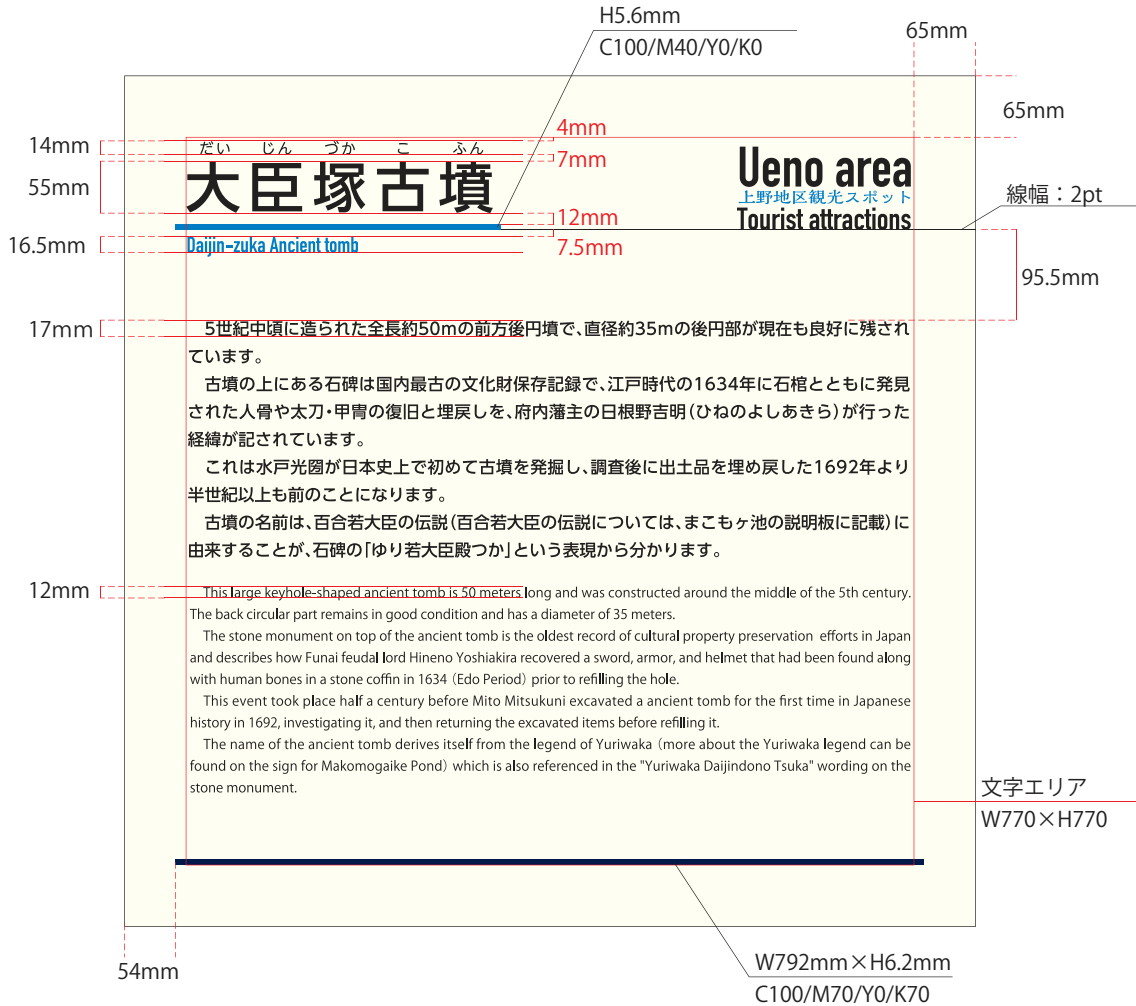 H5.6mm
C100/M40/Y0/K0
65mm
65mm
14mm
55mm
16.5mm
4mm
7mm
12mm
7.5mm
だい じん づか こ ふん
大臣塚古墳
Daijin-zuka Ancient tomb
Ueno area
上野地区観光スポット
Tourist attractions
線幅：2pt
95.5mm
17mm
5世紀中頃に造られた全長約50mの前方後円墳で、直径約35mの後円部が現在も良好に残され
ています。
古墳の上にある石碑は国内最古の文化財保存記録で、江戸時代の1634年に石棺とともに発見
された人骨や太刀・甲冑の復旧と埋戻しを、府内藩主の日根野吉明（ひねのよしあきら）が行った
経緯が記されています。
これは水戸光圀が日本史上で初めて古墳を発掘し、調査後に出土品を埋め戻した1692年より
半世紀以上も前のことになります。
古墳の名前は、百合若大臣の伝説（百合若大臣の伝説については、まこもヶ池の説明板に記載）に
由来することが、石碑の「ゆり若大臣殿つか」という表現から分かります。
12mm
This large keyhole-shaped ancient tomb is 50 meters long and was constructed around the middle of the 5th century.
The back circular part remains in good condition and has a diameter of 35 meters.
The stone monument on top of the ancient tomb is the oldest record of cultural property preservation efforts in Japan
and describes how Funai feudal lord Hineno Yoshiakira recovered a sword, armor, and helmet that had been found along
with human bones in a stone coffin in 1634 (Edo Period) prior to refilling the hole.
This event took place half a century before Mito Mitsukuni excavated a ancient tomb for the first time in Japanese
history in 1692, investigating it, and then returning the excavated items before refilling it.
The name of the ancient tomb derives itself from the legend of Yuriwaka (more about the Yuriwaka legend can be
found on the sign for Makomogaike Pond) which is also referenced in the "Yuriwaka Daijindono Tsuka" wording on the
stone monument.
文字エリア
W770×H770
54mm
W792mm×H6.2mm
C100/M70/Y0/K70